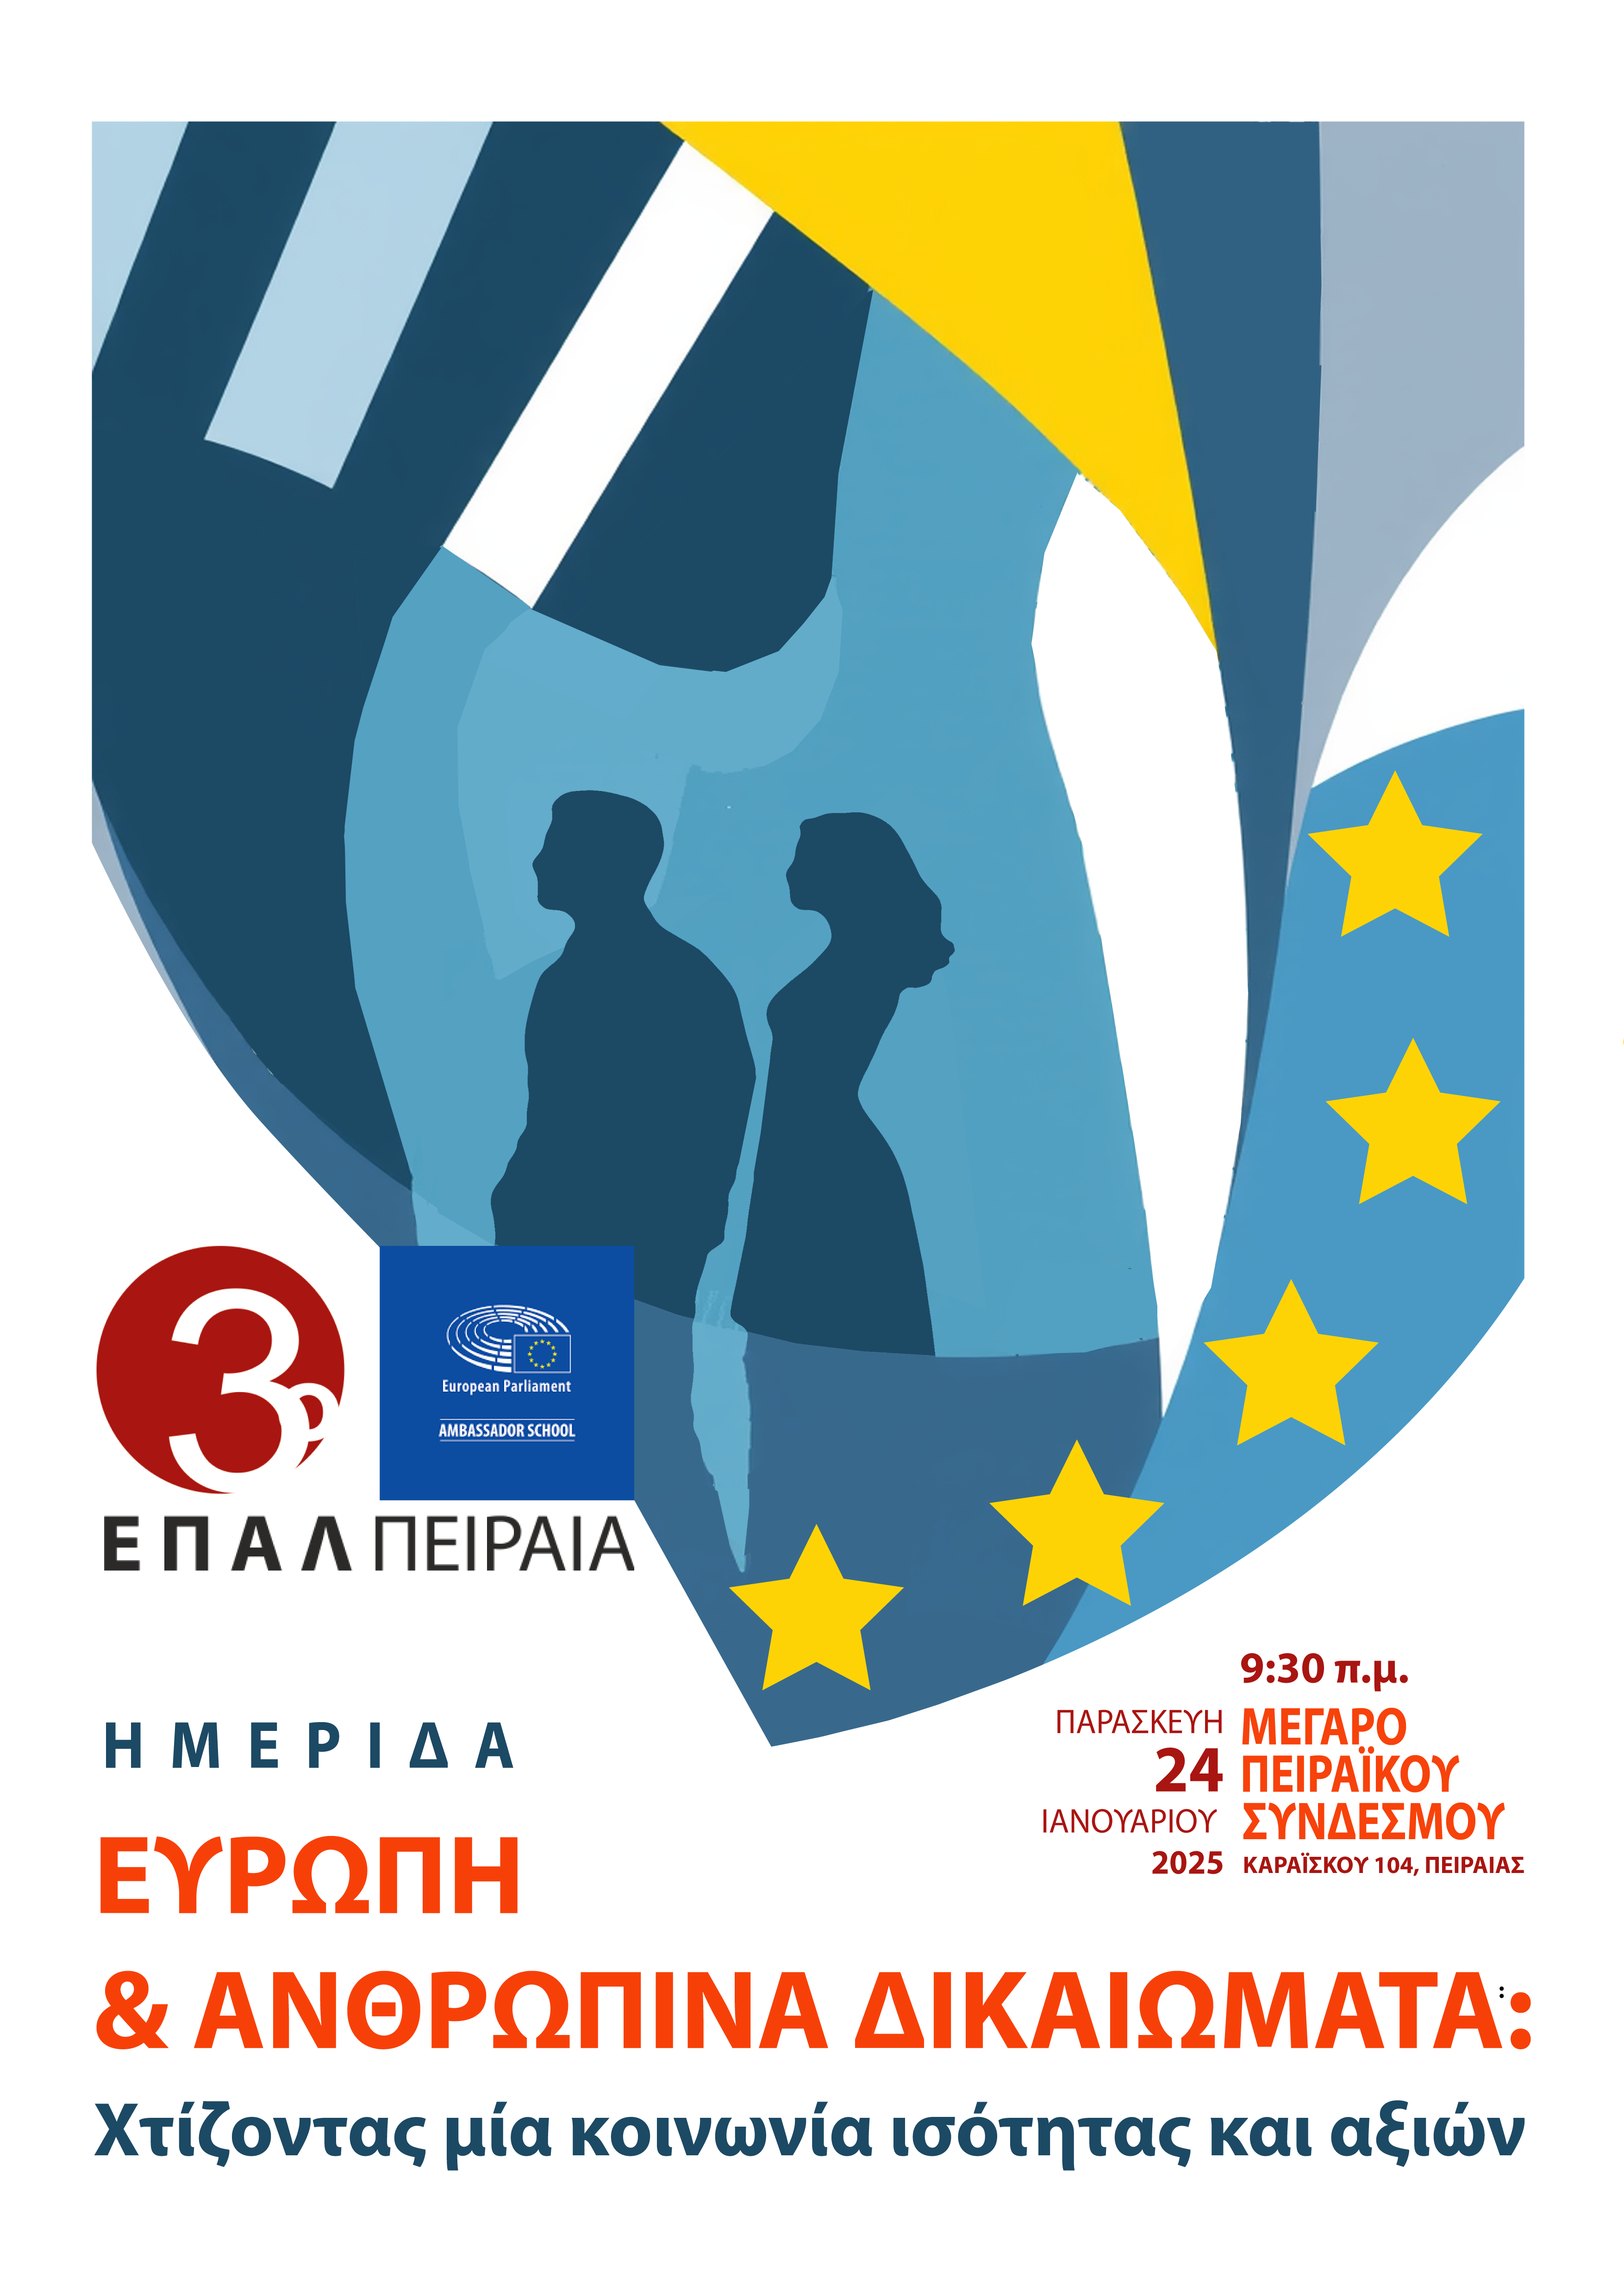 3ο
European Parliament
AMBASSADOR SCHOOL
ΕΠΑΛ ΠΕΙΡΑΙΑ
9:30 π.μ.
ΠΑΡΑΣΚΕΥΗ
24
ΙΑΝΟΥΑΡΙΟΥ
2025
ΜΕΓΑΡΟ
ΠΕΙΡΑΪΚΟΥ
ΣΥΝΔΕΣΜΟΥ
ΚΑΡΑΪΣΚΟΥ 104, ΠΕΙΡΑΙΑΣ
ΗΜΕΡΙΔΑ
ΕΥΡΩΠΗ
& ΑΝΘΡΩΠΙΝΑ ΔΙΚΑΙΩΜΑΤΑ::
Χτίζοντας μία κοινωνία ισότητας και αξιών